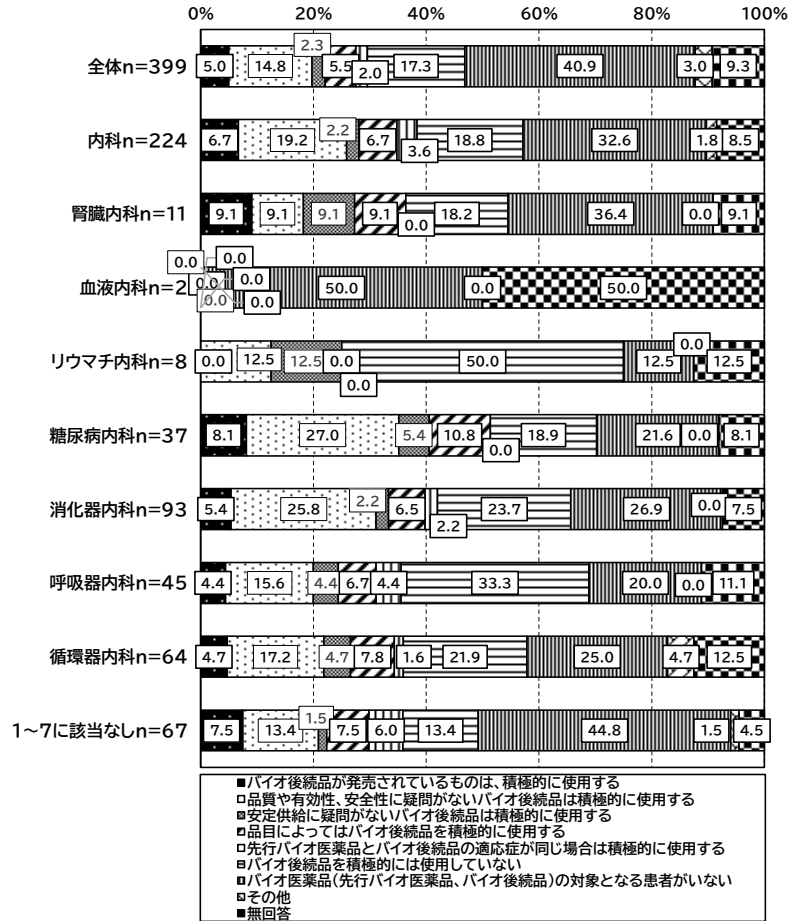 0% 20% 40% 60% 80% 100%
全体n=399 5.0 14.8 2.3 5.5 2.0 17.3 40.9 3.0 9.3
内科n=224 6.7 19.2 2.2 6.7 3.6 18.8 32.6 1.8 8.5
腎臓内科n=11 9.1 9.1 9.1 9.1 0.0 18.2 36.4 0.0 9.1
血液内科n=2 0.0 0.0 0.0 0.0 0.0 0.0 50.0 0.0 50.0
リウマチ内科n=8 0.0 12.5 12.5 0.0 0.0 50.0 12.5 0.0 12.5
糖尿病内科n=37 8.1 27.0 5.4 10.8 0.0 18.9 21.6 0.0 8.1
消化器内科n=93 5.4 25.8 2.2 6.5 2.2 23.7 26.9 0.0 7.5
呼吸器内科n=45 4.4 15.6 4.4 6.7 4.4 33.3 20.0 0.0 11.1
循環器内科n=64 4.7 17.2 4.7 7.8 1.6 21.9 25.0 4.7 12.5
1～7に該当なしn=67 7.5 13.4 1.5 7.5 6.0 13.4 44.8 1.5 4.5
バイオ後続品が発売されているものは、積極的に使用する
品質や有効性、安全性に疑問がないバイオ後続品は積極的に使用する
安定供給に疑問がないバイオ後続品は積極的に使用する
品目によってはバイオ後続品を積極的に使用する
先行バイオ医薬品とバイオ後続品の適応症が同じ場合は積極的に使用する
バイオ後続品を積極的には使用していない
バイオ医薬品(先行バイオ医薬品、バイオ後続品)の対象となる患者がいない
その他
無回答